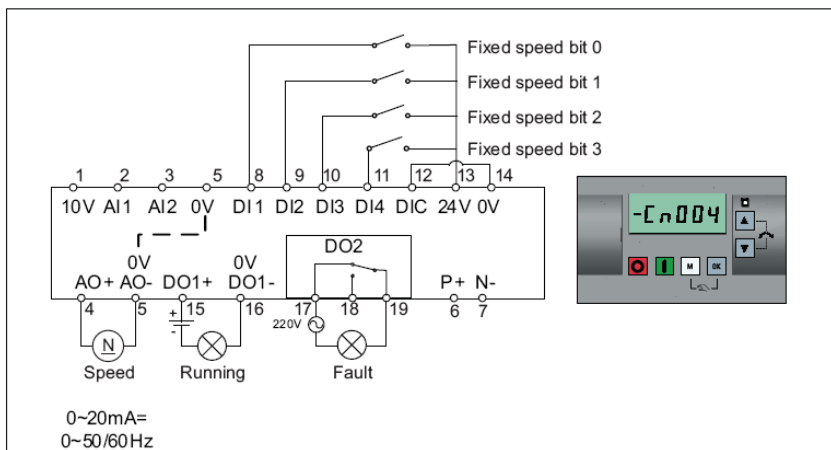 Fixed speed bit 0
Fixed speed bit 1
Fixed speed bit 2
Fixed speed bit 3
1 2 3 5 8 9 10 11 12 13 14
10V AI1 AI2 0V DI1 DI2 DI3 DI4 DIC 24V 0V
-Cn004
DO2
0V 0V
AO+ AO- DO1+ DO1- P+ N-
4 5 15 16 17 18 19 6 7
+
-
220V
M OK
N
Speed Running Fault
0~20mA=
0~50/60Hz